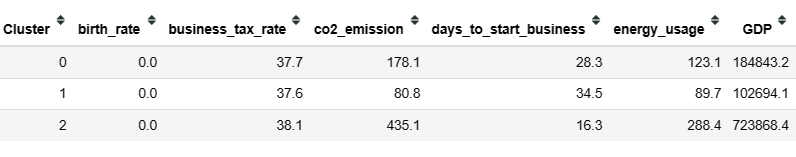 Cluster birth_rate business_tax_rate co2_emission days_to_start_business energy_usage GDP
0 0.0 37.7 178.1 28.3 123.1 184843.2
1 0.0 37.6 80.8 34.5 89.7 102694.1
2 0.0 38.1 435.1 16.3 288.4 723868.4